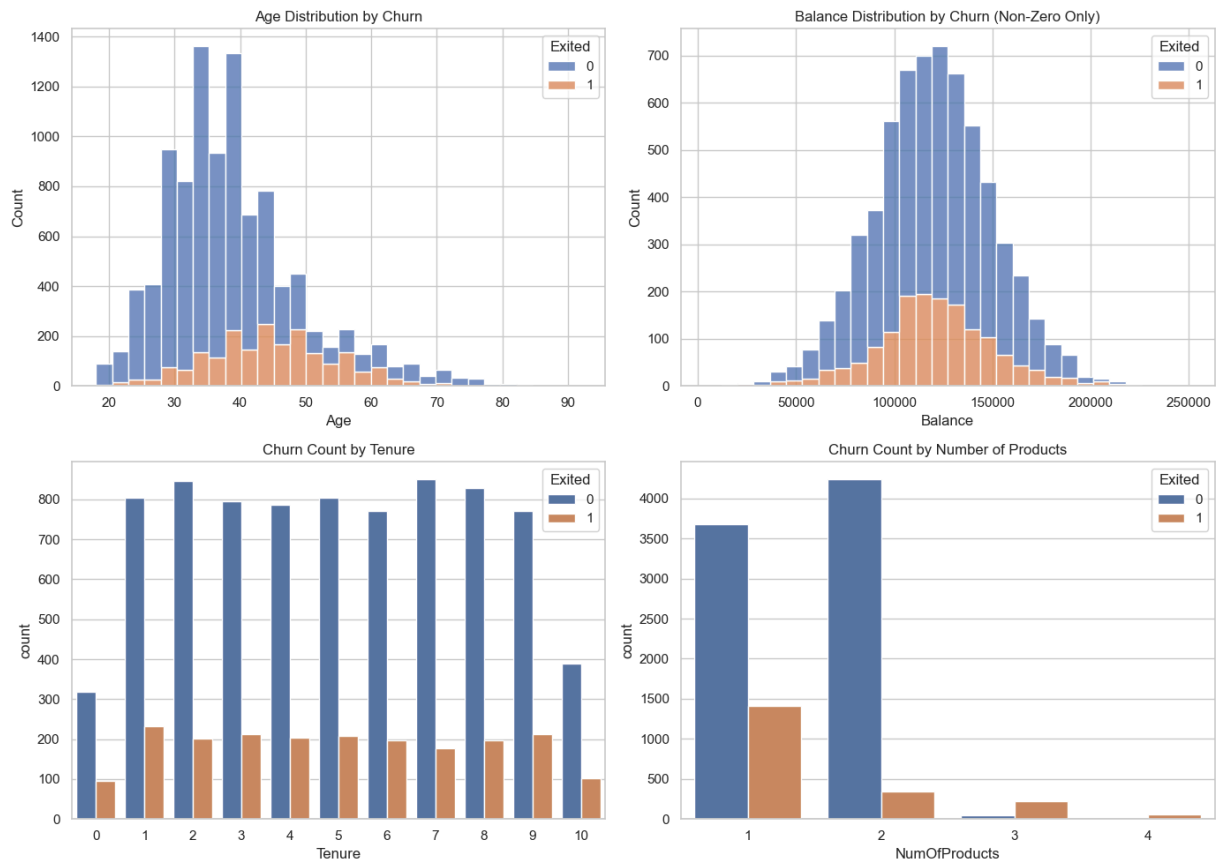 Age Distribution by Churn
Exited
0
1
1400
1200
1000
800
600
400
200
0
Count
20 30 40 50 60 70 80 90
Age
Balance Distribution by Churn (Non-Zero Only)
Exited
0
1
700
600
500
400
300
200
100
0
Count
0 50000 100000 150000 200000 250000
Balance
Churn Count by Tenure
Exited
0
1
800
700
600
500
400
300
200
100
0
count
0 1 2 3 4 5 6 7 8 9 10
Tenure
Churn Count by Number of Products
Exited
0
1
4000
3500
3000
2500
2000
1500
1000
500
0
count
1 2 3 4
NumOfProducts